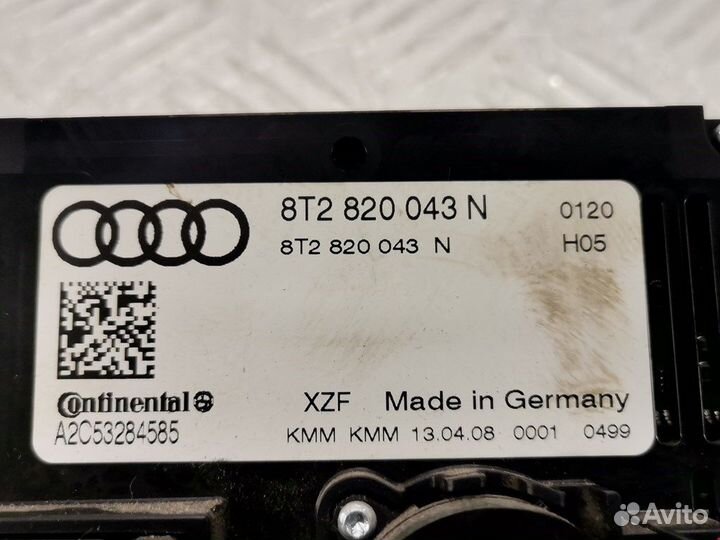 8T2 820 043 N 0120
8T2 820 043 N H05
Continental
A2C53284585
XZF Made in Germany
KMM KMM 13.04.08 0001 0499
Avito